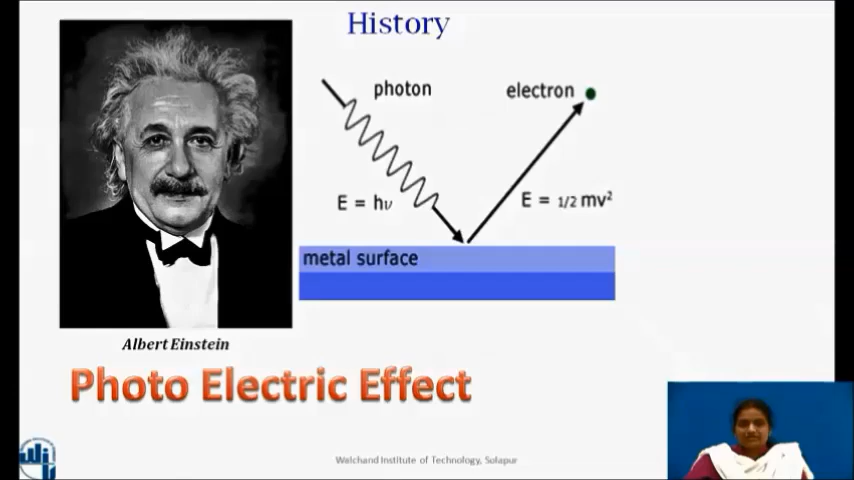 History
photon
electron
E = hν
E = 1/2 mv²
metal surface
Albert Einstein
Photo Electric Effect
Walchand Institute of Technology, Solapur